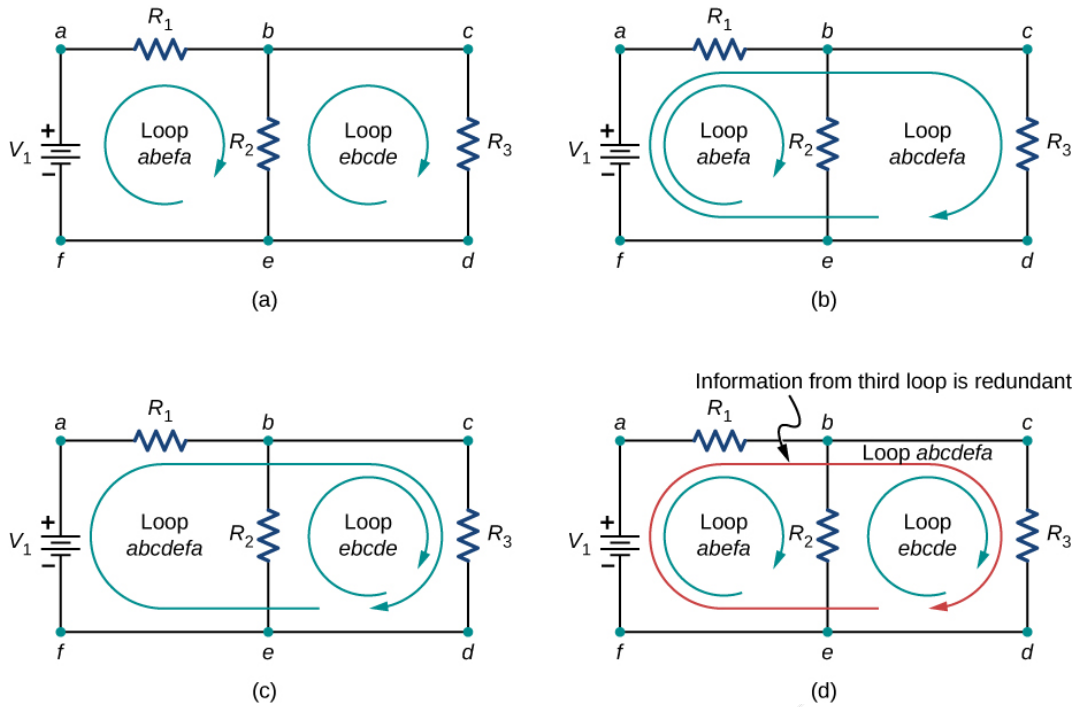 R1
a b c
+
V1
−
Loop
abefa
R2
Loop
ebcde
R3
f e d
(a)
R1
a b c
+
V1
−
Loop
abefa
R2
Loop
abcdefa
R3
f e d
(b)
R1
a b c
+
V1
−
Loop
abcdefa
R2
Loop
ebcde
R3
f e d
(c)
Information from third loop is redundant
R1
a b c
Loop abcdefa
+
V1
−
Loop
abefa
R2
Loop
ebcde
R3
f e d
(d)